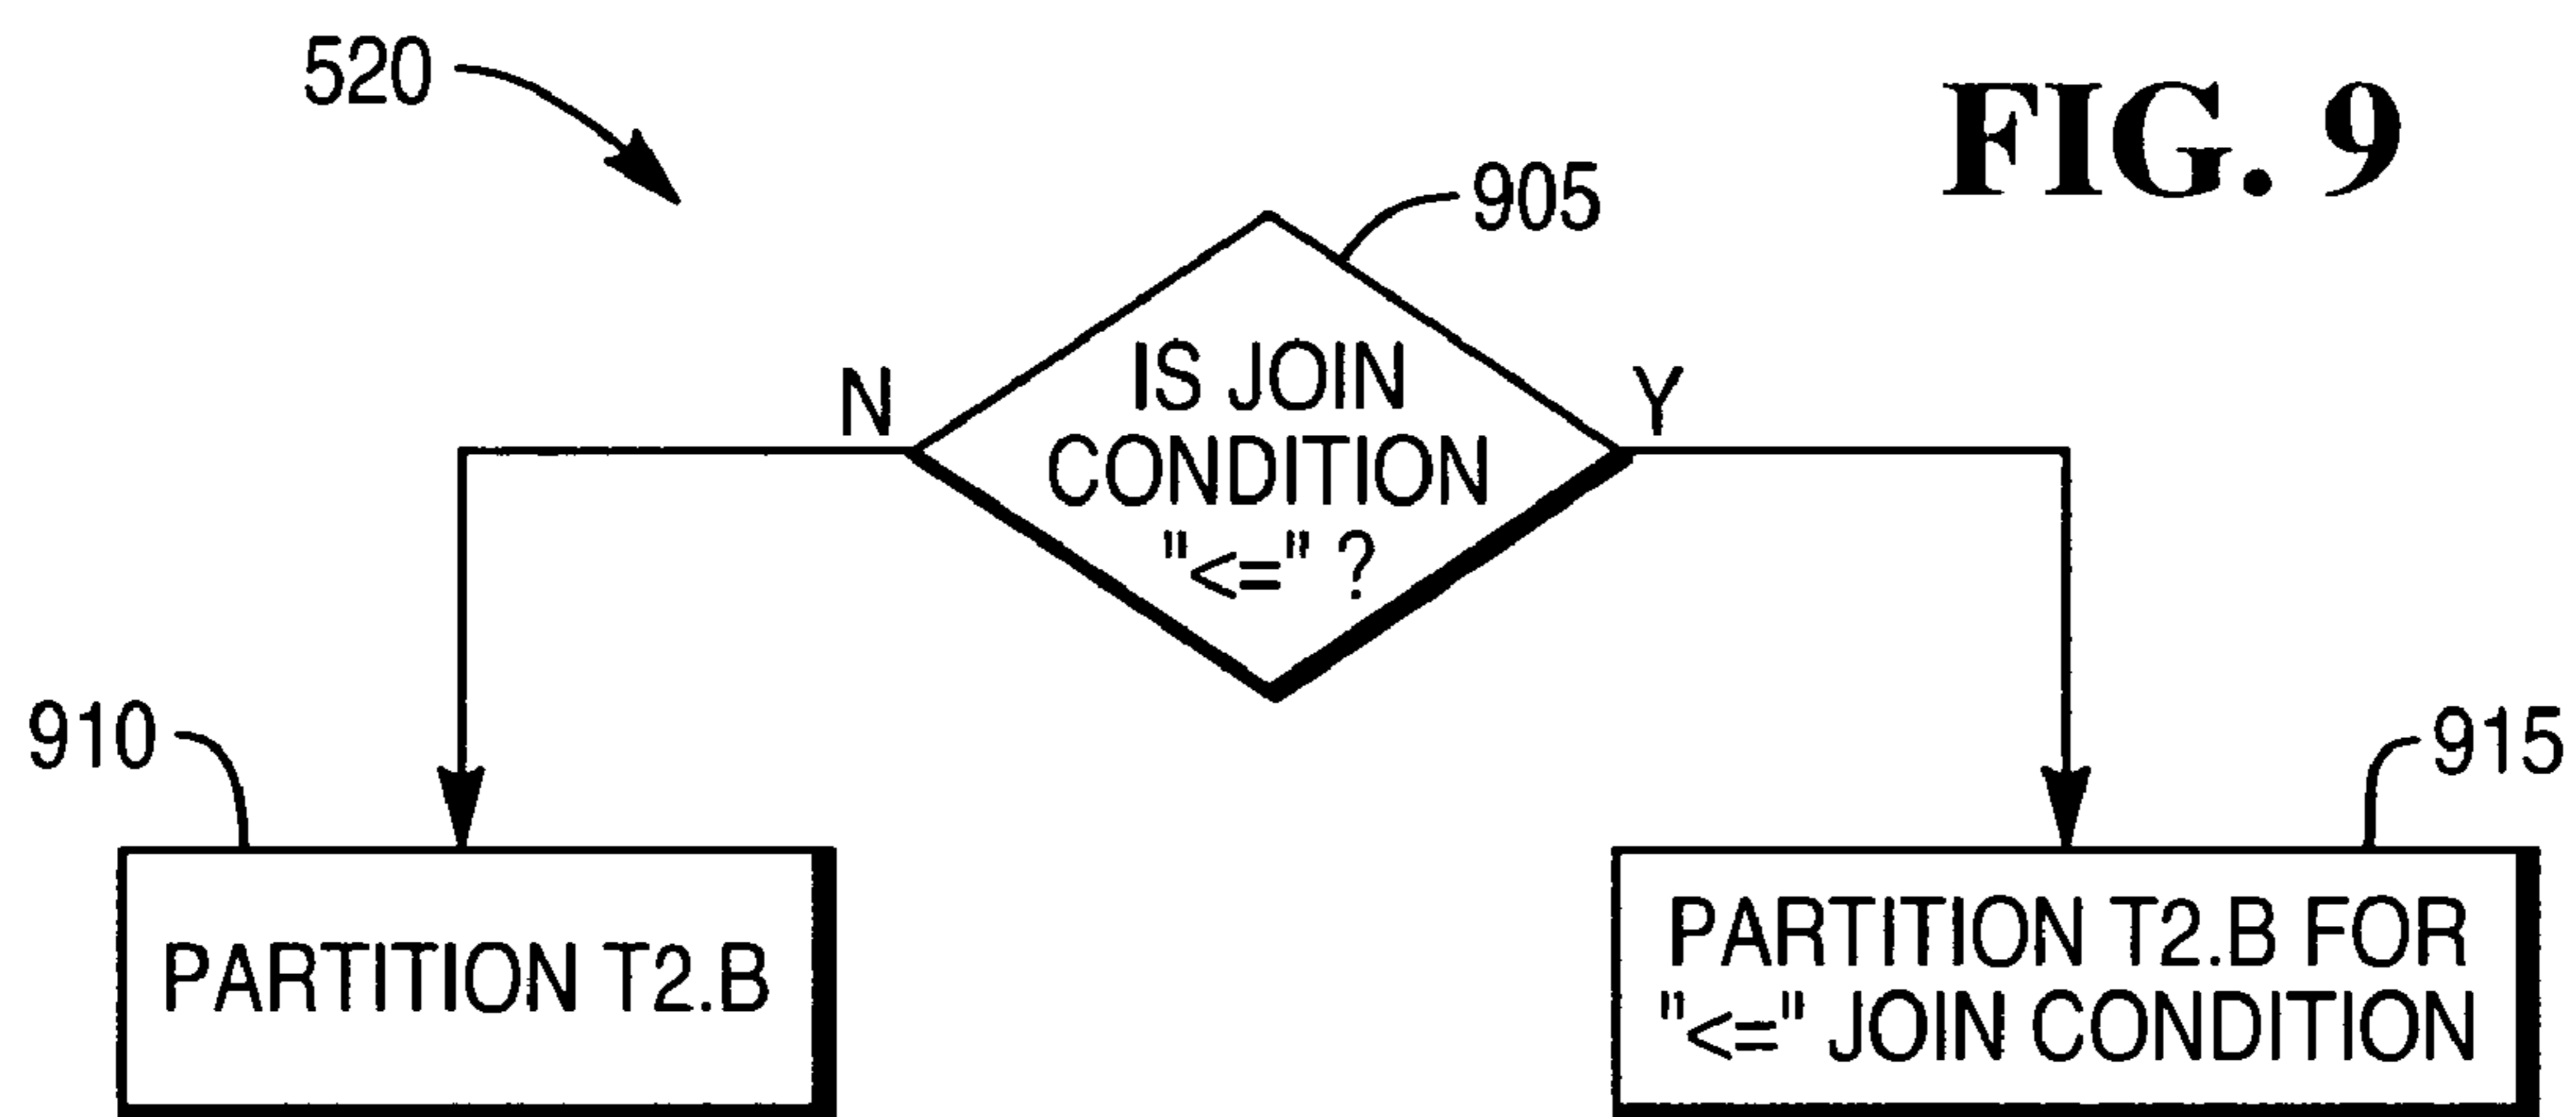 520
FIG. 9
905
IS JOIN
CONDITION
"<=" ?
N
Y
910
915
PARTITION T2.B
PARTITION T2.B FOR
"<=" JOIN CONDITION